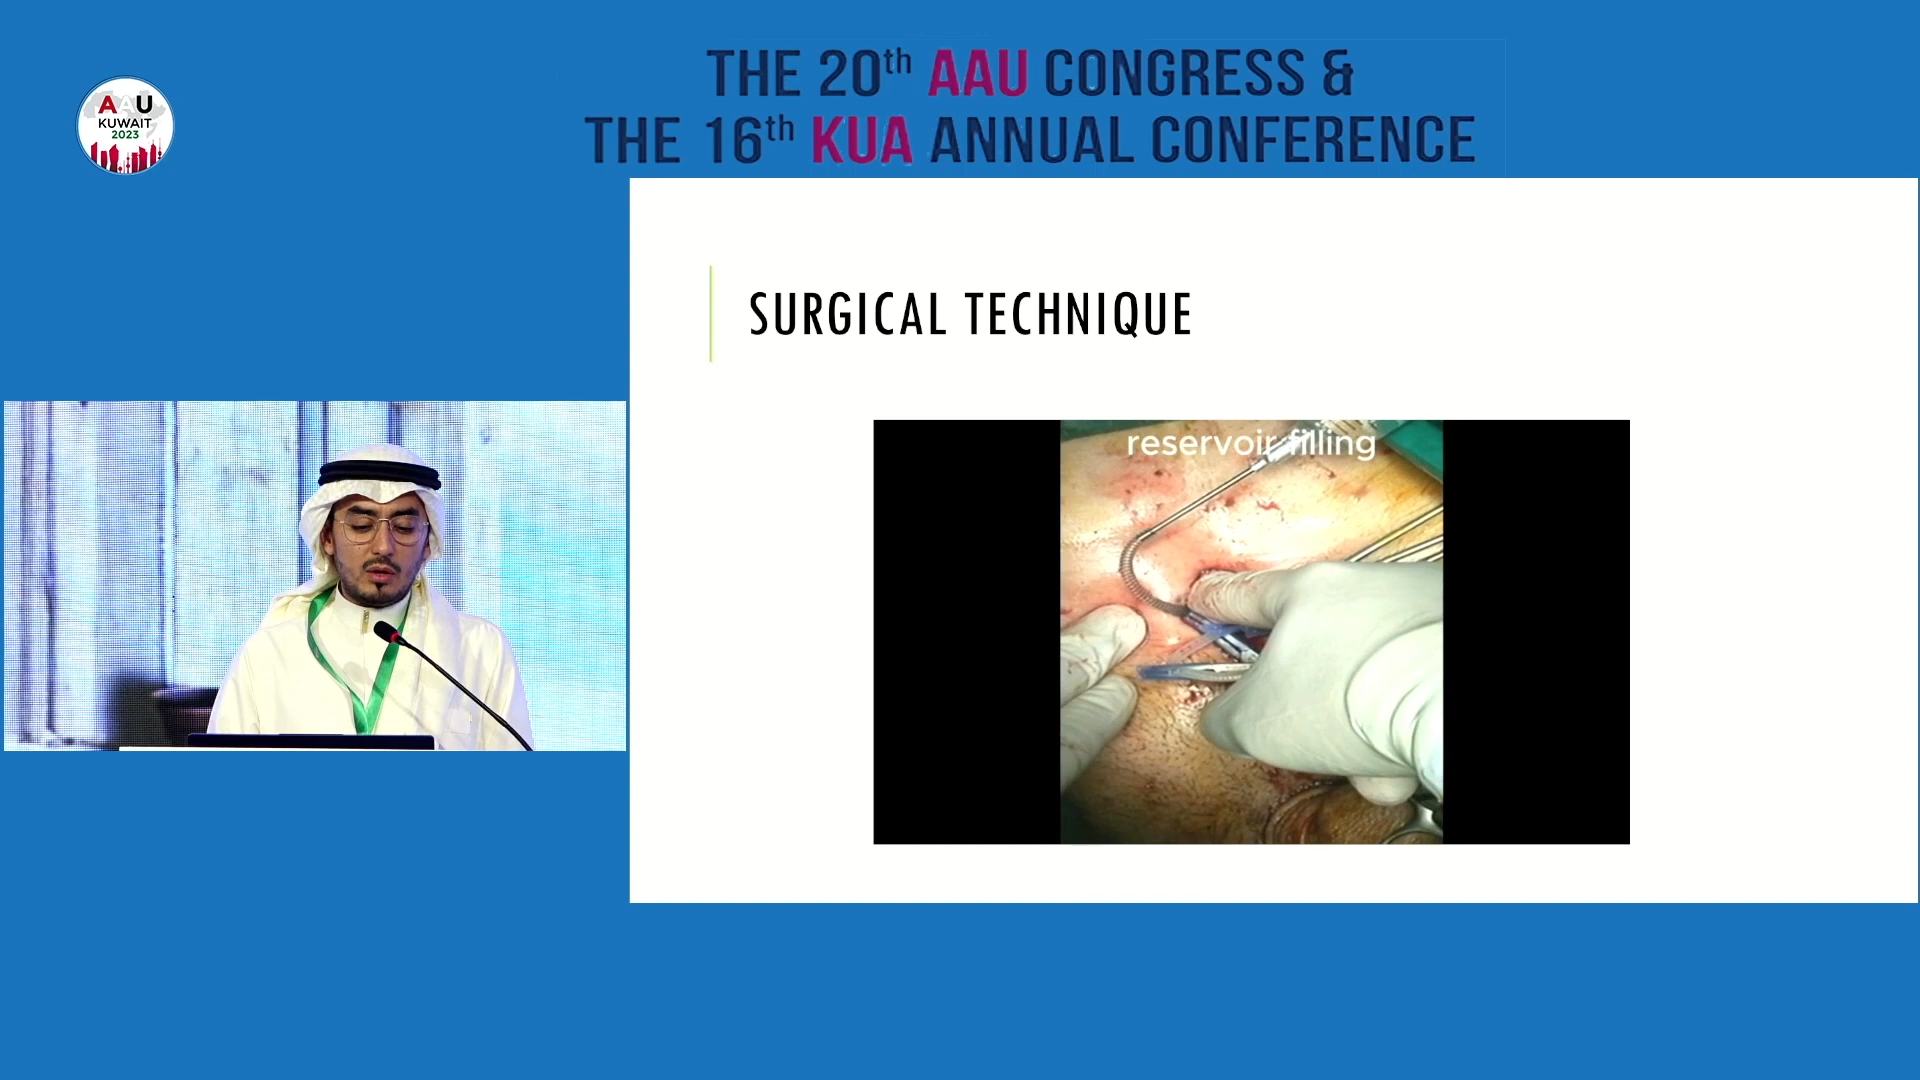 THE 20th AAU CONGRESS &
THE 16th KUA ANNUAL CONFERENCE
AAU
KUWAIT
2023
SURGICAL TECHNIQUE
reservoir filling